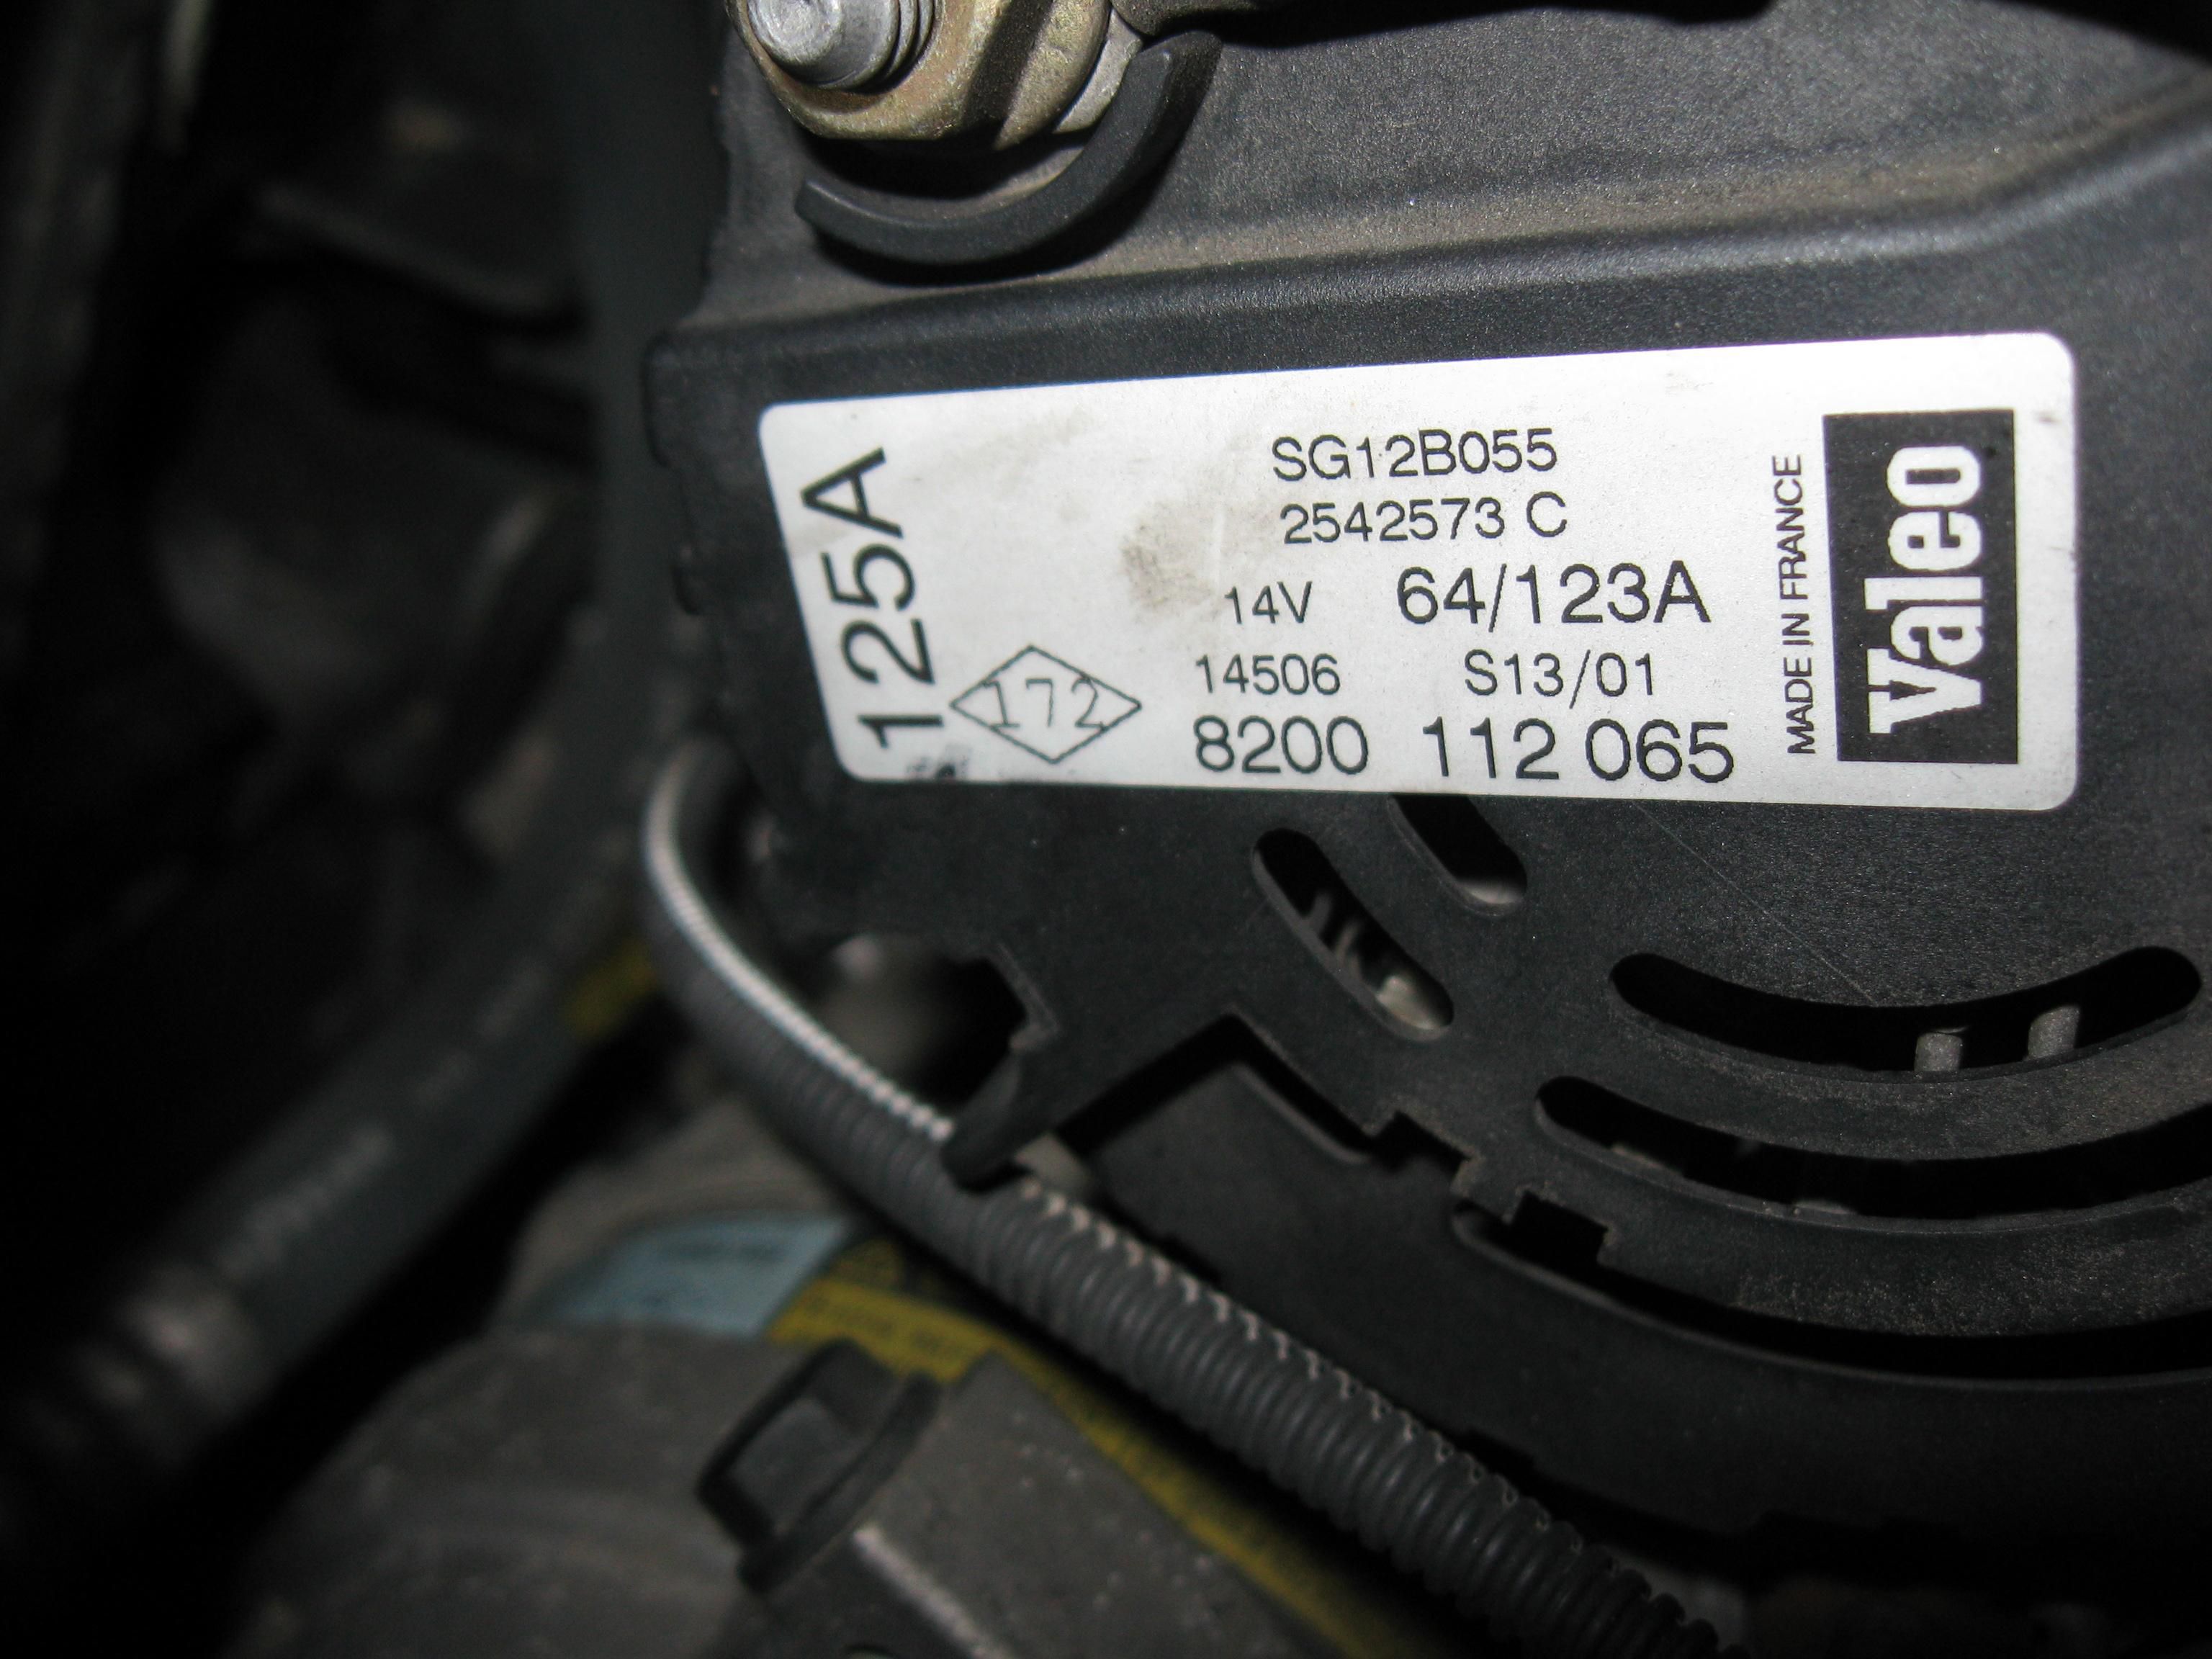 125A
SG12B055
2542573 C
14V 64/123A
14506 S13/01
172
8200 112 065
MADE IN FRANCE
Valeo